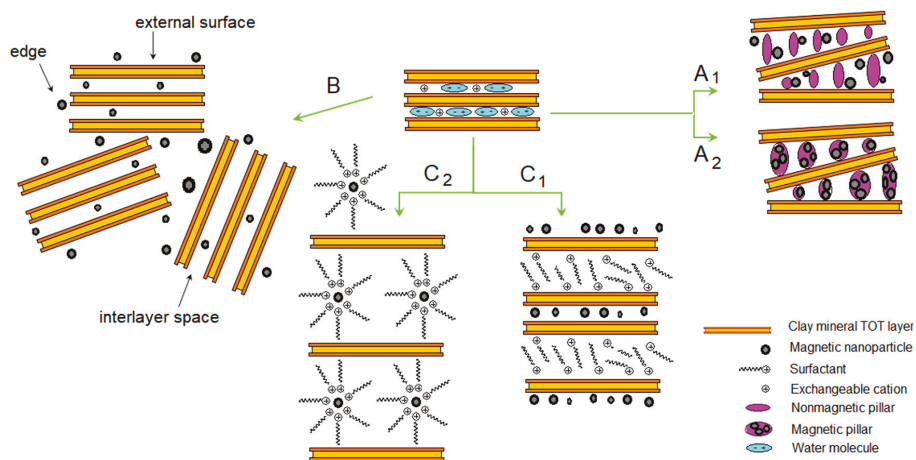 external surface
edge
B
A1
A2
C2
C1
interlayer space
Clay mineral TOT layer
Magnetic nanoparticle
Surfactant
Exchangeable cation
Nonmagnetic pillar
Magnetic pillar
Water molecule